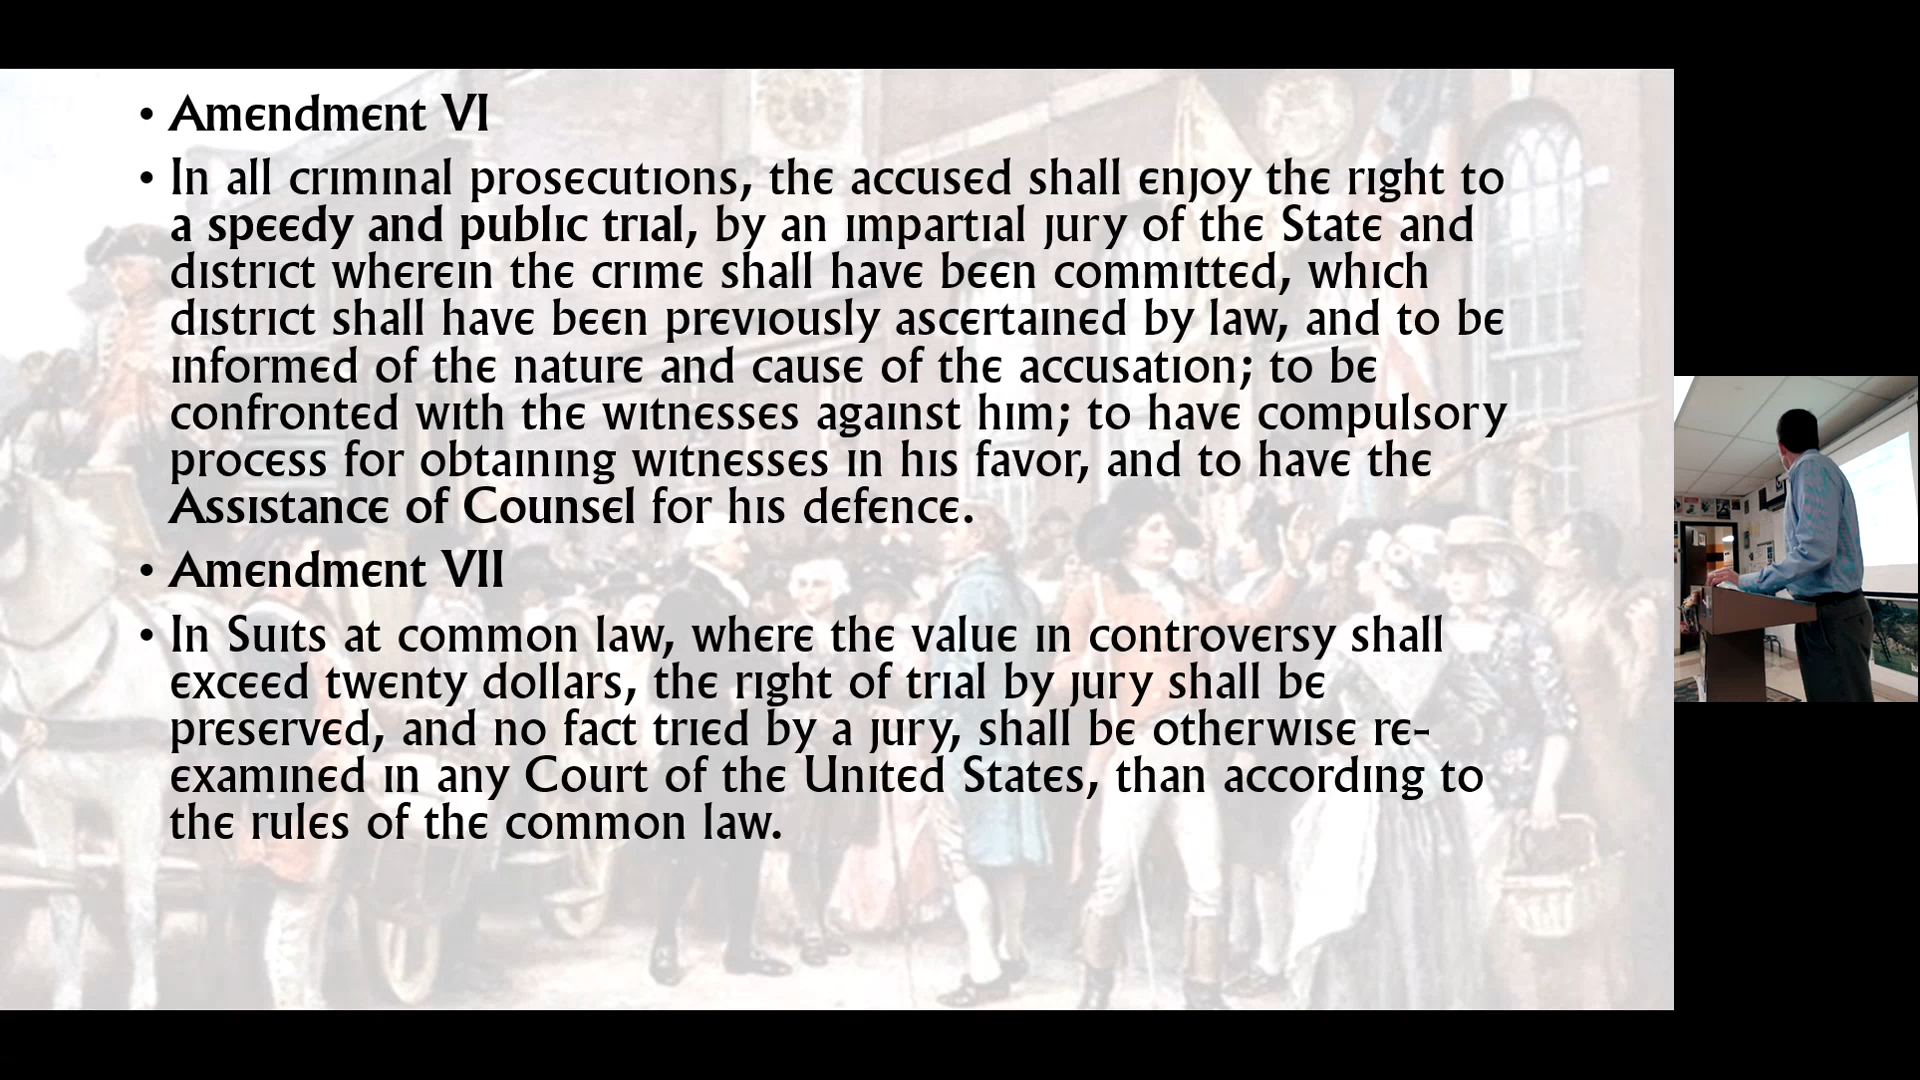 • Amendment VI
• In all criminal prosecutions, the accused shall enjoy the right to
a speedy and public trial, by an impartial jury of the State and
district wherein the crime shall have been committed, which
district shall have been previously ascertained by law, and to be
informed of the nature and cause of the accusation; to be
confronted with the witnesses against him; to have compulsory
process for obtaining witnesses in his favor, and to have the
Assistance of Counsel for his defence.
• Amendment VII
• In Suits at common law, where the value in controversy shall
exceed twenty dollars, the right of trial by jury shall be
preserved, and no fact tried by a jury, shall be otherwise re-
examined in any Court of the United States, than according to
the rules of the common law.